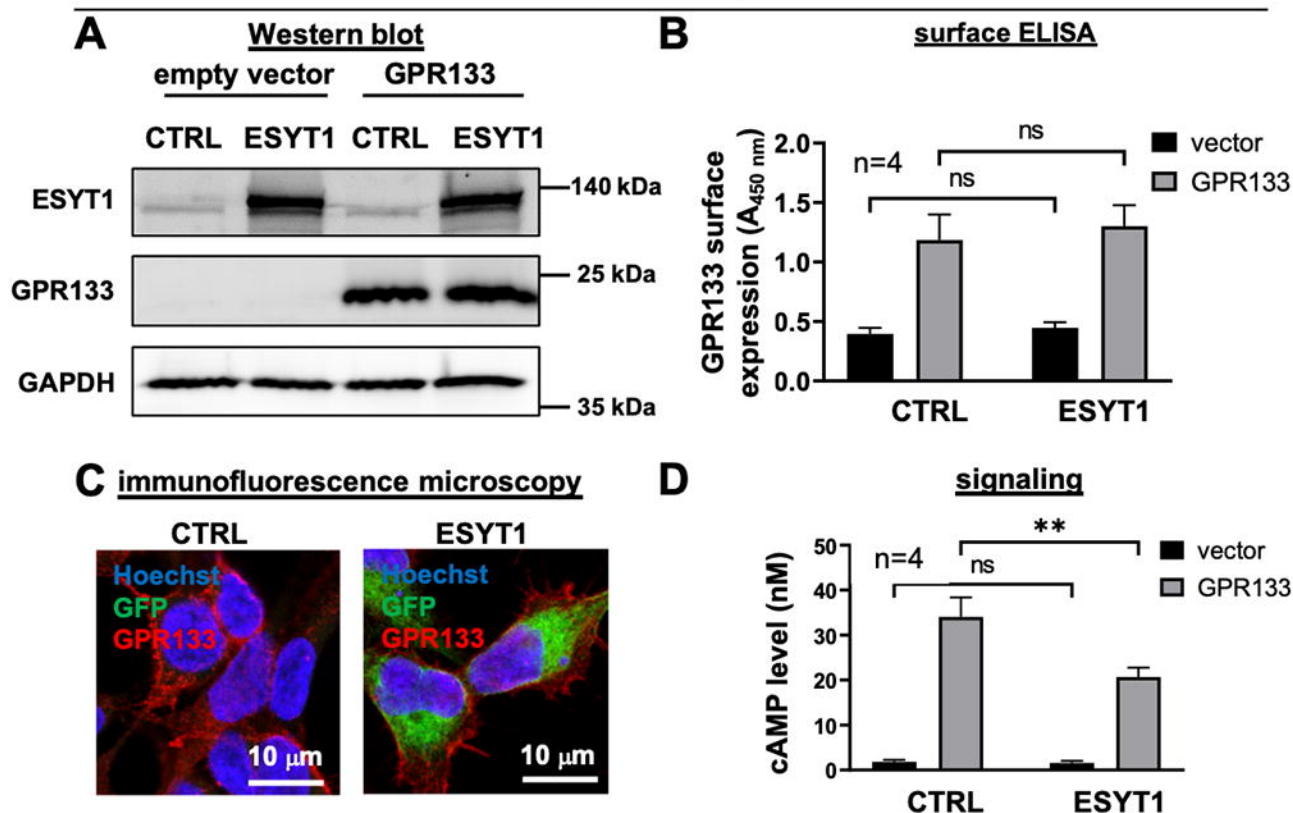 A
Western blot
empty vector GPR133
CTRL ESYT1 CTRL ESYT1
ESYT1
140 kDa
GPR133
25 kDa
GAPDH
35 kDa
B
surface ELISA
GPR133 surface
expression (A450 nm)
2.0
1.5
1.0
0.5
0.0
n=4
ns
ns
vector
GPR133
CTRL ESYT1
C immunofluorescence microscopy
CTRL ESYT1
Hoechst
GFP
GPR133
10 μm
Hoechst
GFP
GPR133
10 μm
D
signaling
cAMP level (nM)
50
40
30
20
10
0
n=4
ns
**
vector
GPR133
CTRL ESYT1